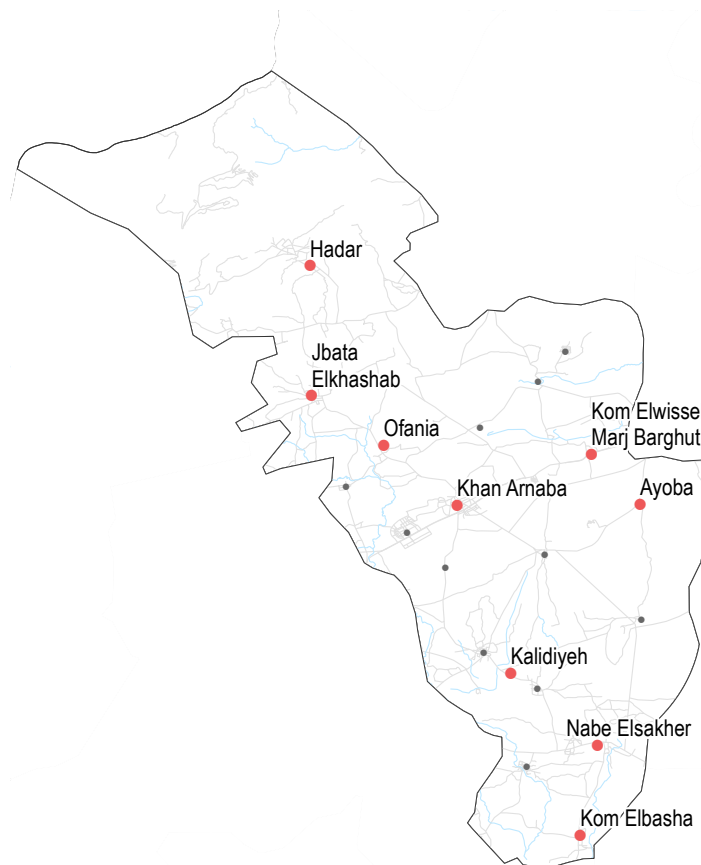 Hadar
Jbata
Elkhashab
Ofania
Kom Elwisse
Marj Barghut
Khan Arnaba
Ayoba
Kalidiyeh
Nabe Elsakher
Kom Elbasha